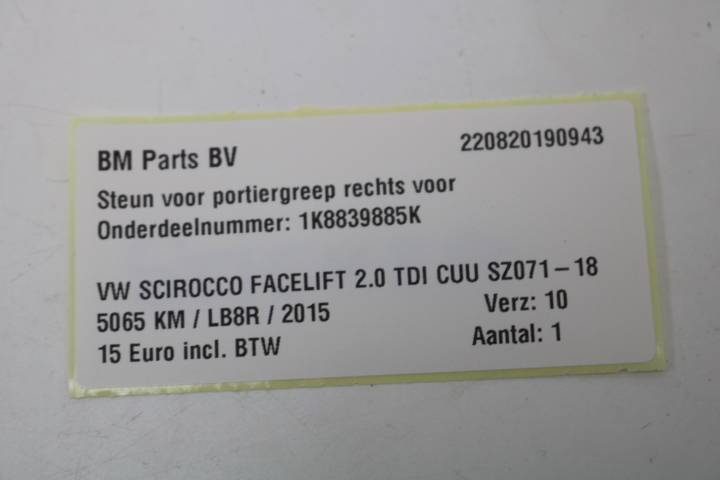 BM Parts BV 220820190943
Steun voor portiergreep rechts voor
Onderdeelnummer: 1K8839885K
VW SCIROCCO FACELIFT 2.0 TDI CUU SZ071-18
5065 KM / LB8R / 2015 Verz: 10
15 Euro incl. BTW Aantal: 1